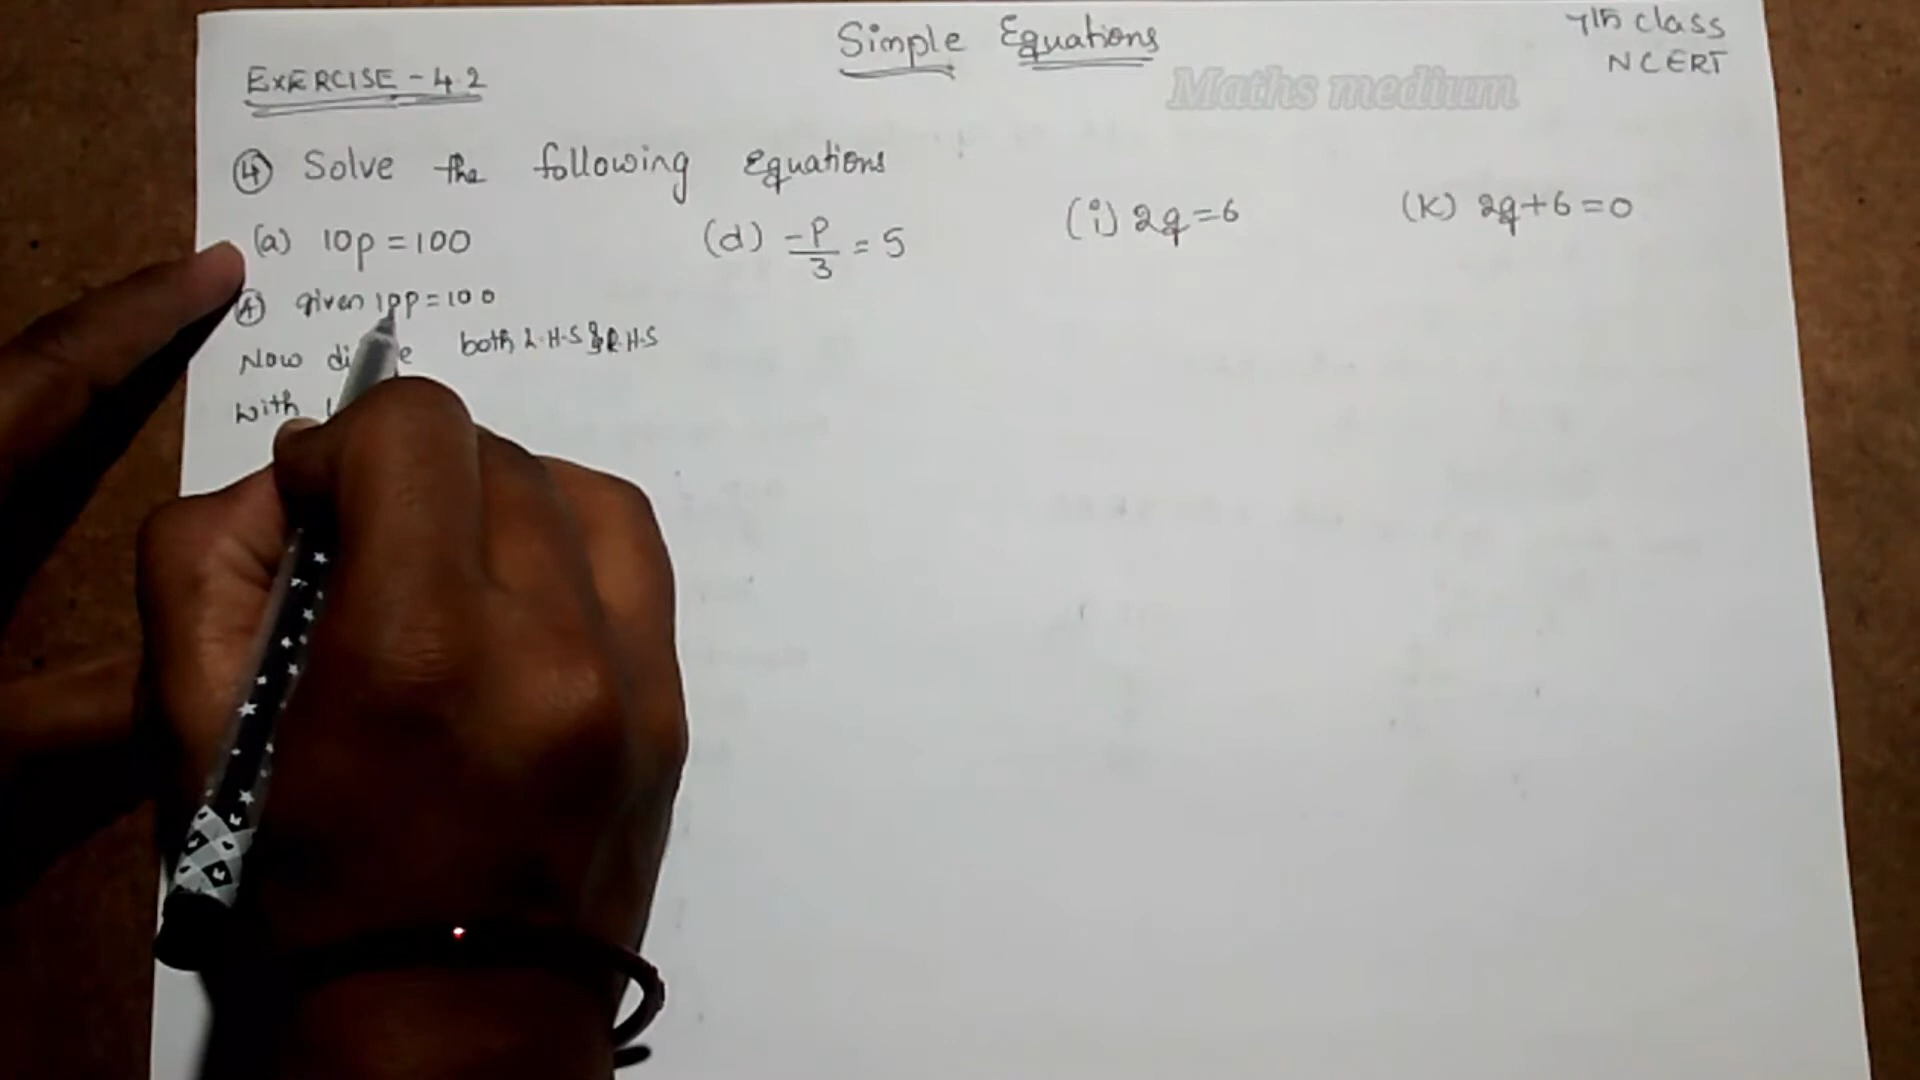 Simple Equations
7th class
NCERT
EXERCISE - 4.2
Maths medium
④ Solve the following Equations
(a) 10p = 100
(d) -P/3 = 5
(i) 2q = 6
(K) 2q + 6 = 0
Ⓐ given 10p = 100
Now both L.H.S & R.H.S
with